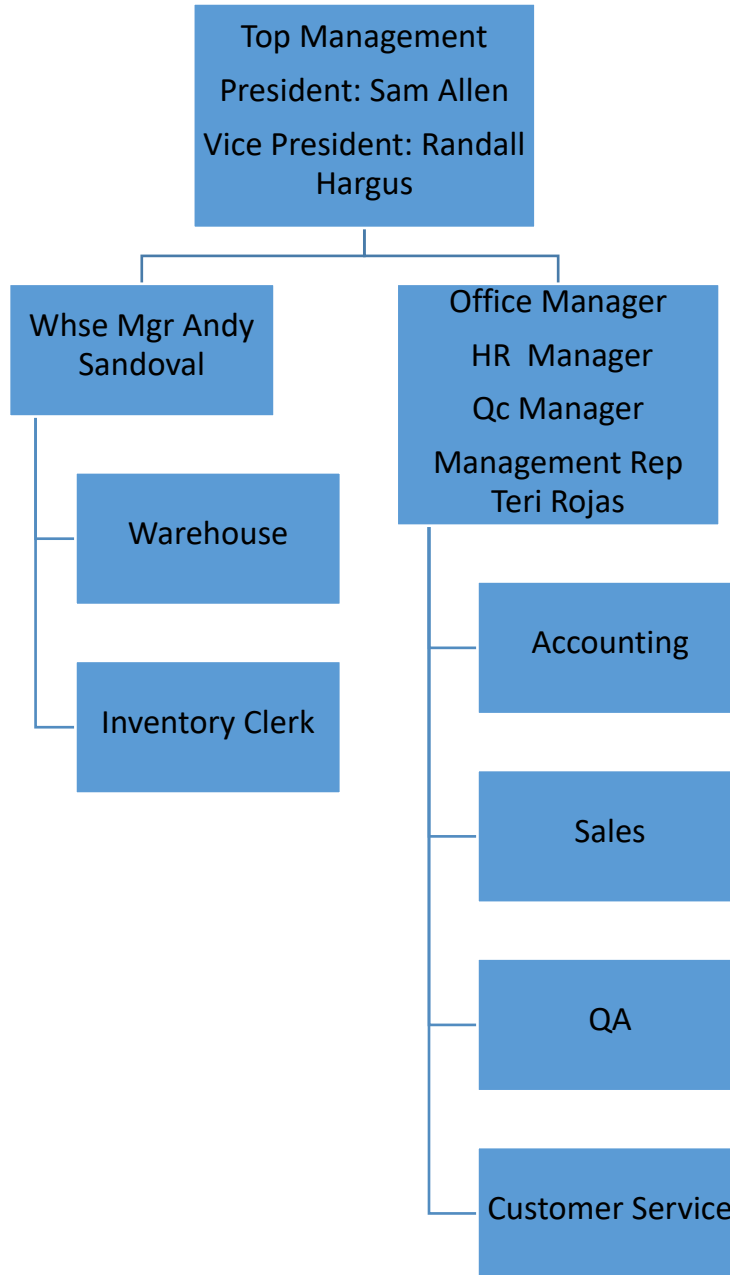 Top Management
President: Sam Allen
Vice President: Randall
Hargus
Whse Mgr Andy
Sandoval
Warehouse
Inventory Clerk
Office Manager
HR  Manager
Qc Manager
Management Rep
Teri Rojas
Accounting
Sales
QA
Customer Service